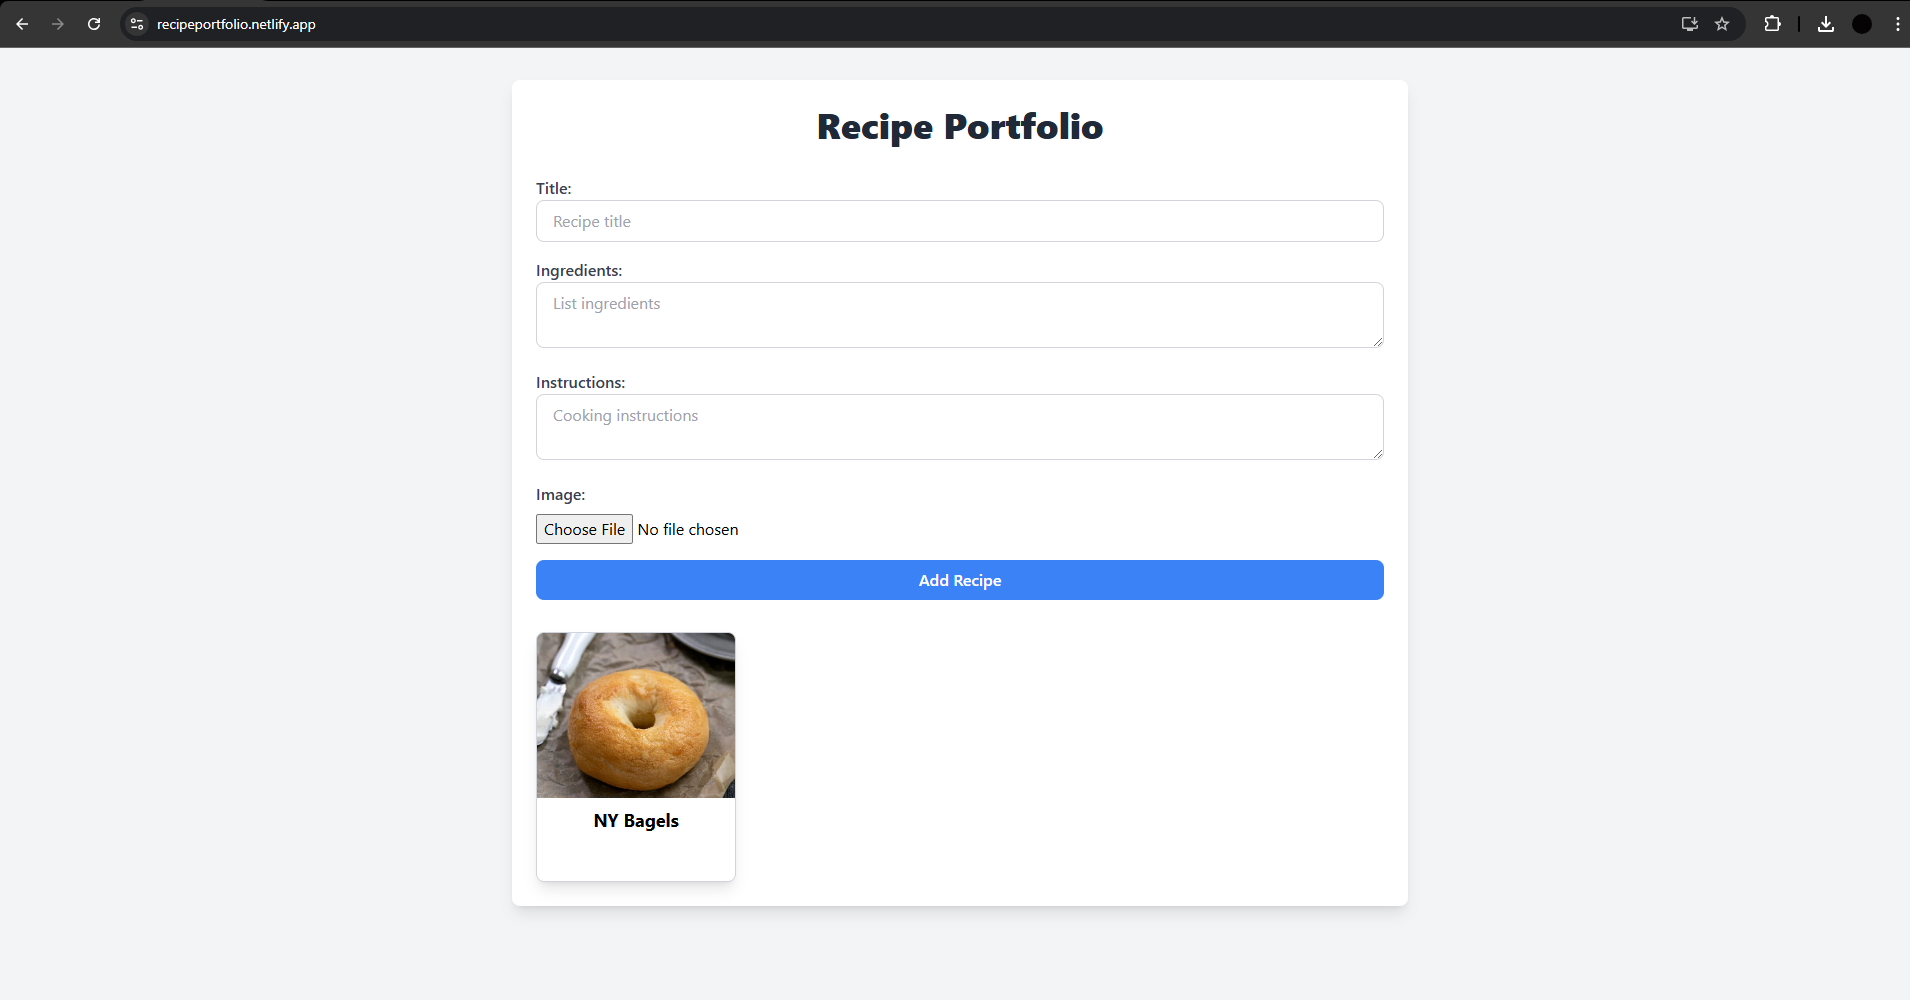 recipeportfolio.netlify.app
Recipe Portfolio
Title:
Recipe title
Ingredients:
List ingredients
Instructions:
Cooking instructions
Image:
Choose File No file chosen
Add Recipe
NY Bagels